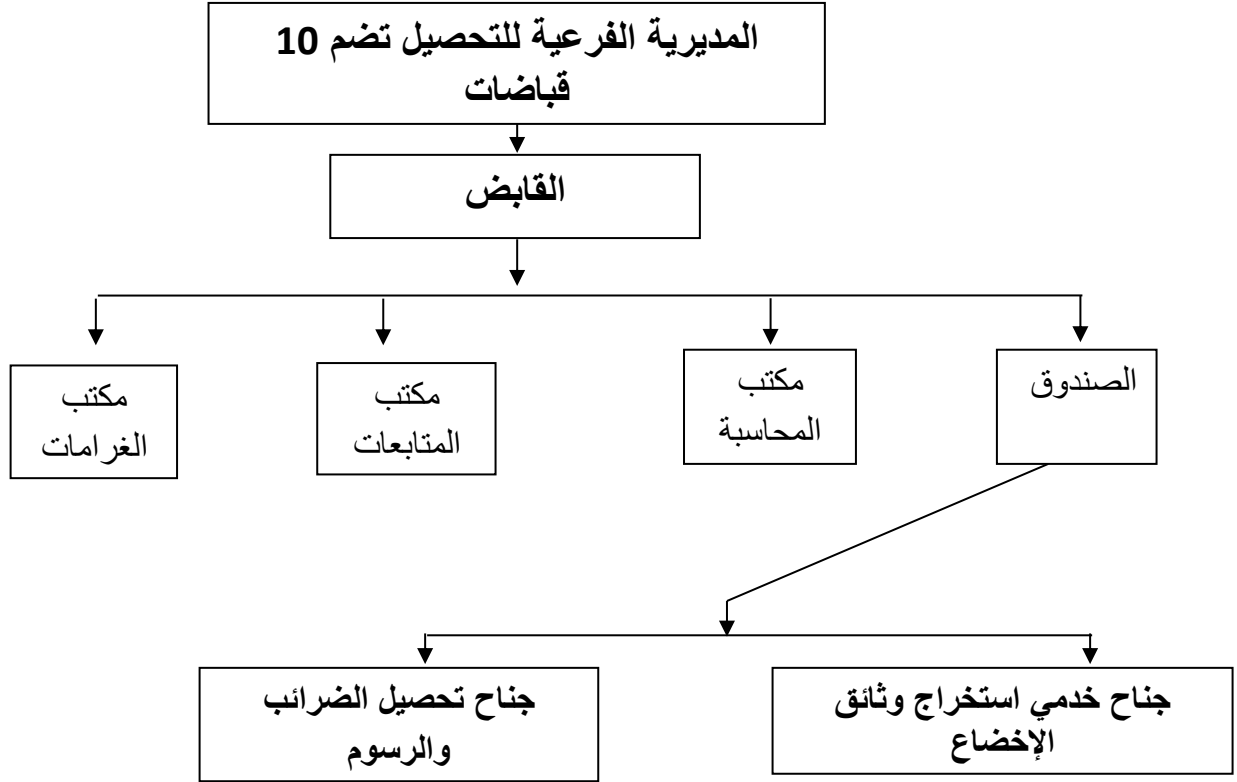 المديرية الفرعية للتحصيل تضم 10
قباضات
القابض
الصندوق
مكتب
المحاسبة
مكتب
المتابعات
مكتب
الغرامات
جناح خدمي استخراج وثائق
الإخضاع
جناح تحصيل الضرائب
والرسوم